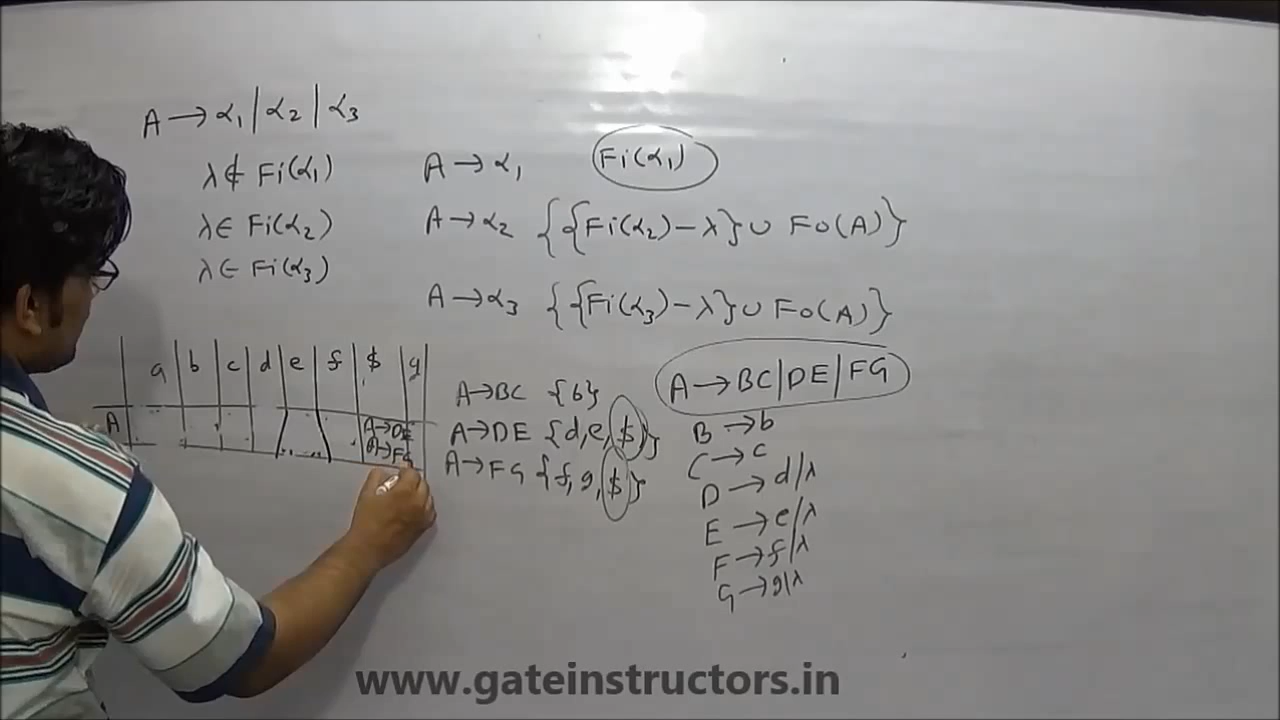 A → α₁ | α₂ | α₃
λ ∉ Fi(α₁)
λ ∈ Fi(α₂)
λ ∈ Fi(α₃)
A → α₁ Fi(α₁)
A → α₂ {{Fi(α₂) - λ} ∪ Fo(A)}
A → α₃ {{Fi(α₃) - λ} ∪ Fo(A)}
a b c d e f $ g
A A→DE
A→FG
A→BC {b}
A→DE {d,e,$}
A→FG {f,g,$}
A → BC | DE | FG
B → b
C → c
D → d/λ
E → e/λ
F → f/λ
G → g/λ
www.gateinstructors.in